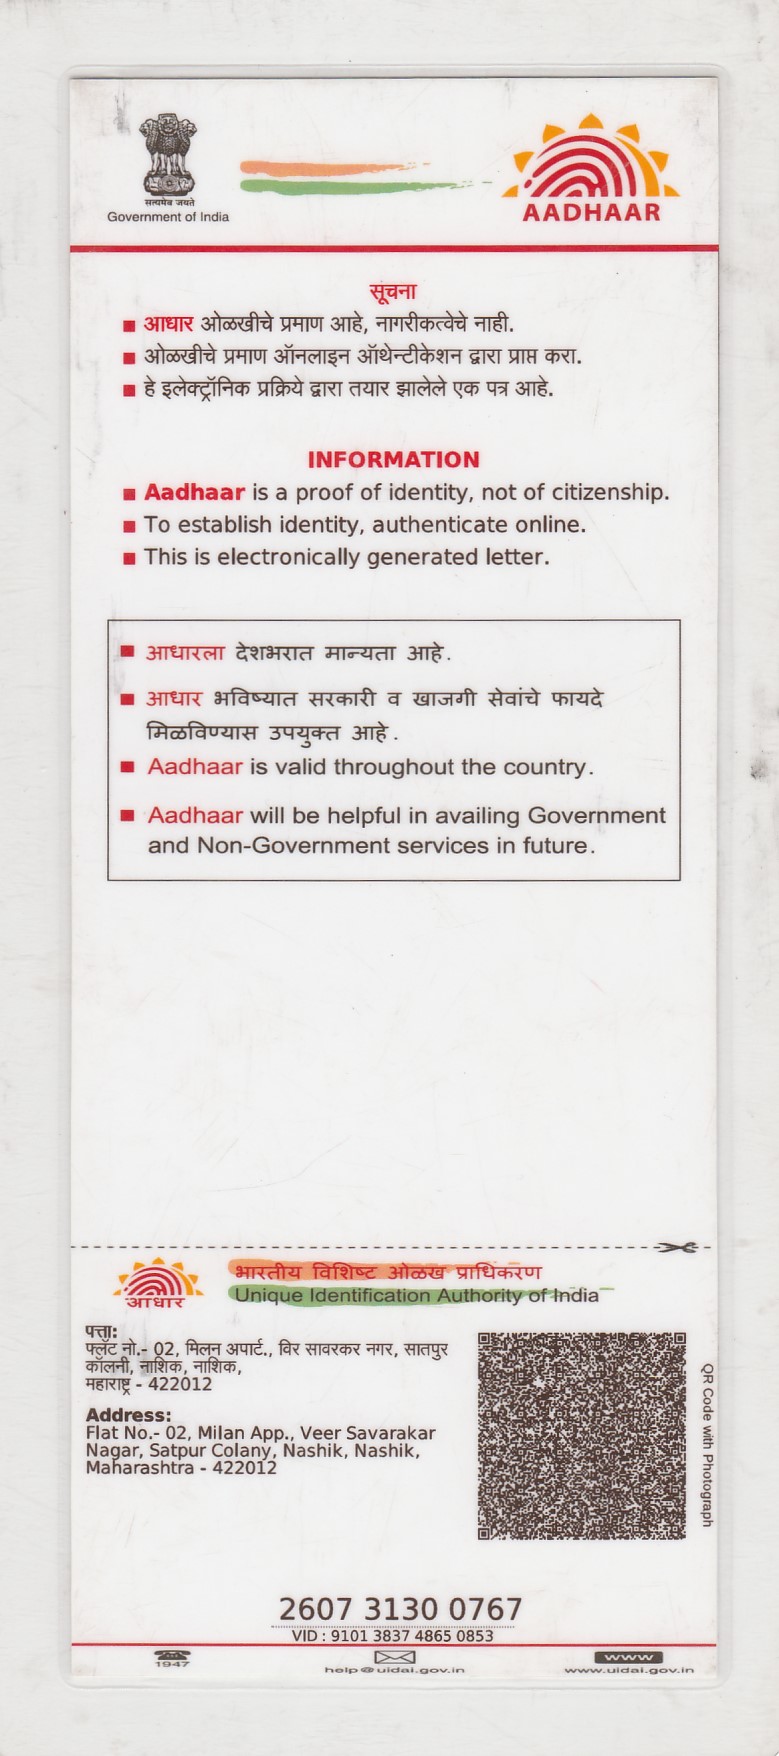 सत्यमेव जयते
Government of India
AADHAAR
सूचना
आधार ओळखीचे प्रमाण आहे, नागरीकत्वेचे नाही.
ओळखीचे प्रमाण ऑनलाइन ऑथेन्टीकेशन द्वारा प्राप्त करा.
हे इलेक्ट्रॉनिक प्रक्रिये द्वारा तयार झालेले एक पत्र आहे.
INFORMATION
Aadhaar is a proof of identity, not of citizenship.
To establish identity, authenticate online.
This is electronically generated letter.
आधारला देशभरात मान्यता आहे.
आधार भविष्यात सरकारी व खाजगी सेवांचे फायदे
मिळविण्यास उपयुक्त आहे.
Aadhaar is valid throughout the country.
Aadhaar will be helpful in availing Government
and Non-Government services in future.
आधार
भारतीय विशिष्ट ओळख प्राधिकरण
Unique Identification Authority of India
पत्ता:
फ्लॅट नो.- 02, मिलन अपार्ट., विर सावरकर नगर, सातपुर
कॉलनी, नाशिक, नाशिक,
महाराष्ट्र - 422012
Address:
Flat No.- 02, Milan App., Veer Savarakar
Nagar, Satpur Colany, Nashik, Nashik,
Maharashtra - 422012
QR Code with Photograph
2607 3130 0767
VID : 9101 3837 4865 0853
1947
help@uidai.gov.in
www
www.uidai.gov.in